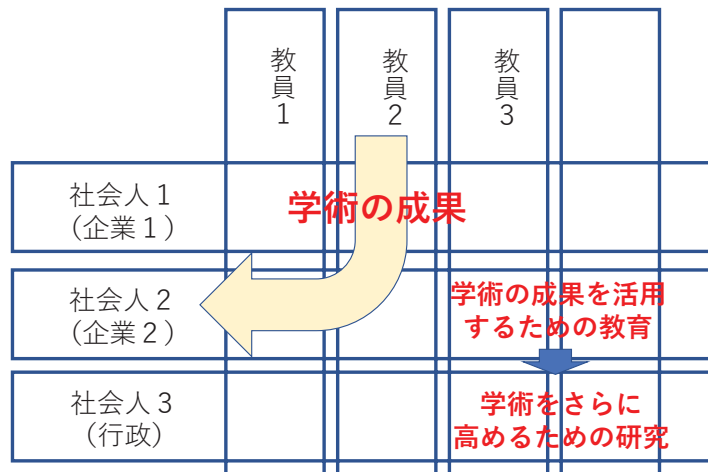 教員1
教員2
教員3
社会人1
(企業1)
学術の成果
社会人2
(企業2)
学術の成果を活用
するための教育
社会人3
(行政)
学術をさらに
高めるための研究